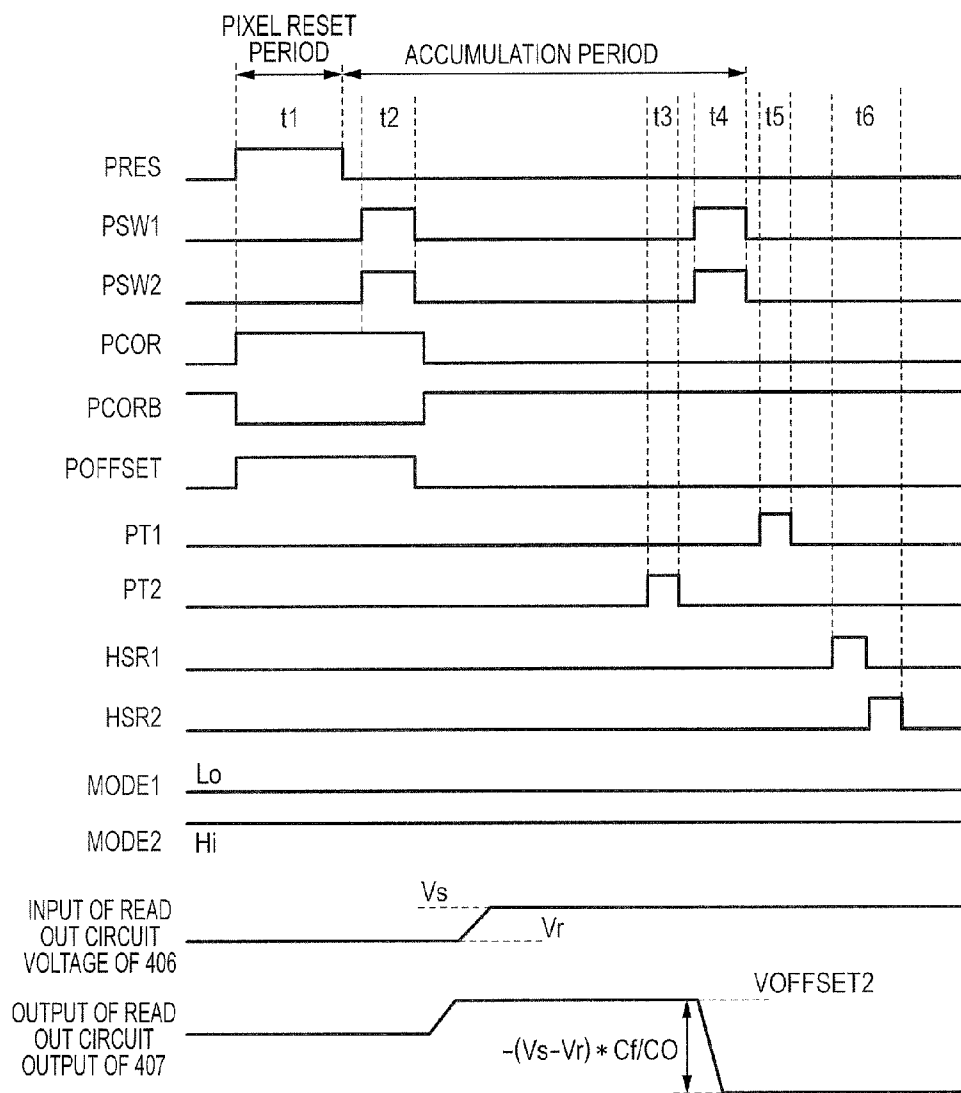 PIXEL RESET
PERIOD
ACCUMULATION PERIOD
t1
t2
t3
t4
t5
t6
PRES
PSW1
PSW2
PCOR
PCORB
POFFSET
PT1
PT2
HSR1
HSR2
MODE1
Lo
MODE2
Hi
INPUT OF READ
OUT CIRCUIT
VOLTAGE OF 406
Vs
Vr
OUTPUT OF READ
OUT CIRCUIT
OUTPUT OF 407
VOFFSET2
-(Vs-Vr)*Cf/CO